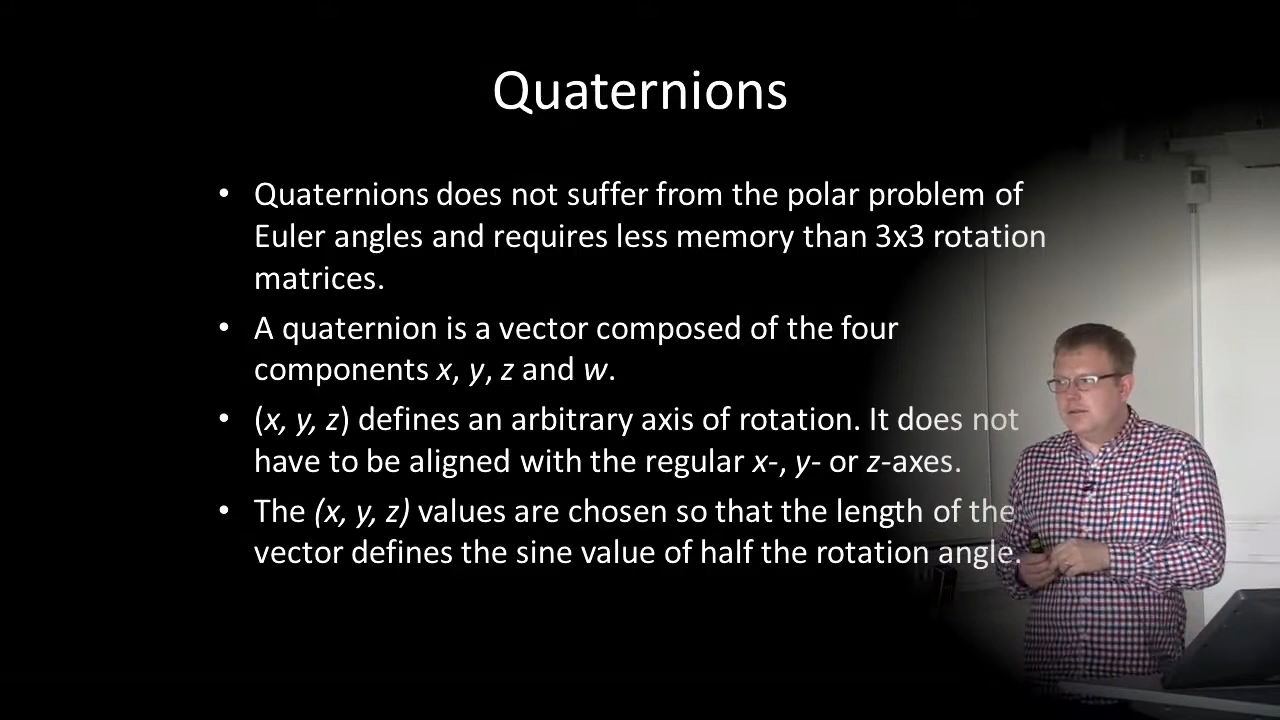 Quaternions
• Quaternions does not suffer from the polar problem of
Euler angles and requires less memory than 3x3 rotation
matrices.
• A quaternion is a vector composed of the four
components x, y, z and w.
• (x, y, z) defines an arbitrary axis of rotation. It does not
have to be aligned with the regular x-, y- or z-axes.
• The (x, y, z) values are chosen so that the length of the
vector defines the sine value of half the rotation angle.